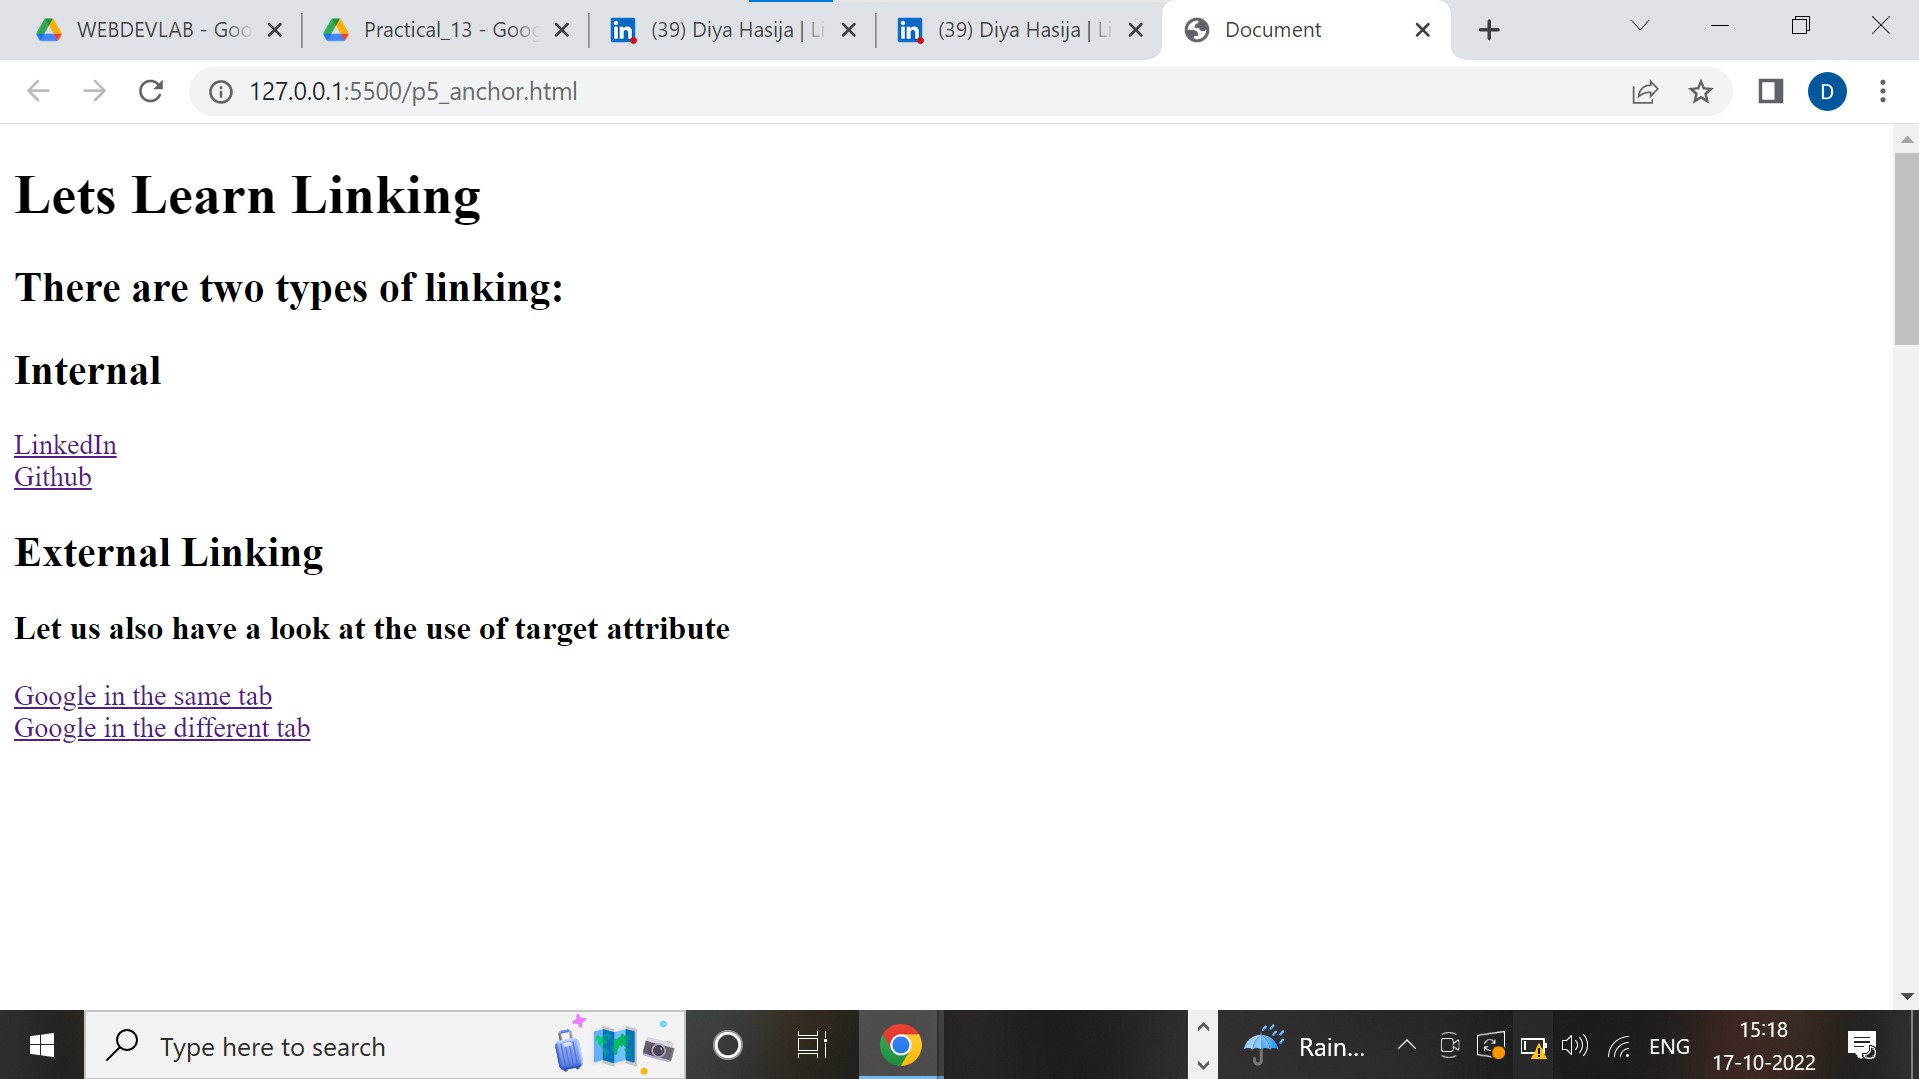 WEBDEVLAB - Goo
Practical_13 - Goog
(39) Diya Hasija | Li
(39) Diya Hasija | Li
Document
127.0.0.1:5500/p5_anchor.html
D
Lets Learn Linking
There are two types of linking:
Internal
LinkedIn
Github
External Linking
Let us also have a look at the use of target attribute
Google in the same tab
Google in the different tab
Type here to search
Rain...
ENG
15:18
17-10-2022